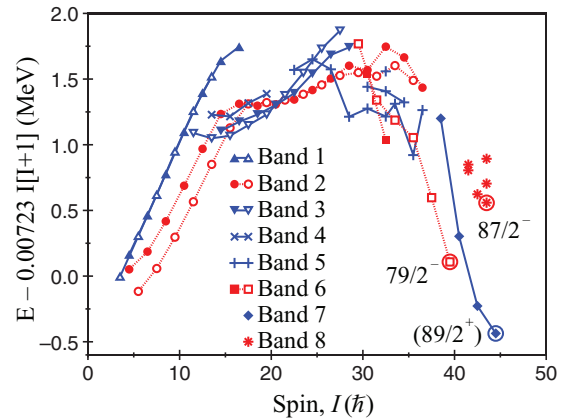 E − 0.00723 I[I+1] (MeV)
2.0
1.5
1.0
0.5
0.0
−0.5
Band 1
Band 2
Band 3
Band 4
Band 5
Band 6
Band 7
Band 8
87/2−
79/2−
(89/2+)
0 10 20 30 40 50
Spin, I (ħ)